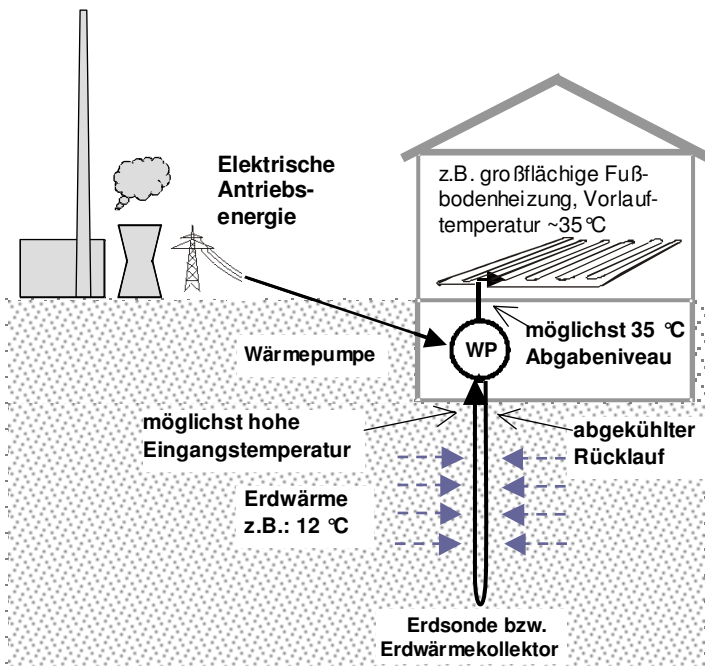 Elektrische
Antriebs-
energie
z.B. großflächige Fuß-
bodenheizung, Vorlauf-
temperatur ~35°C
WP
möglichst 35 °C
Abgabeniveau
Wärmepumpe
möglichst hohe
Eingangstemperatur
abgekühlter
Rücklauf
Erdwärme
z.B.: 12 °C
Erdsonde bzw.
Erdwärmekollektor